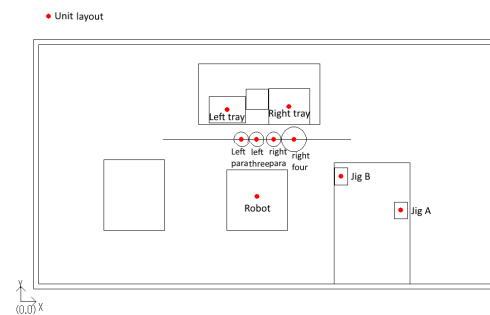 Unit layout
Left tray
Right tray
Left left right right
para three para four
Robot
Jig B
Jig A
Y
(0.0) X